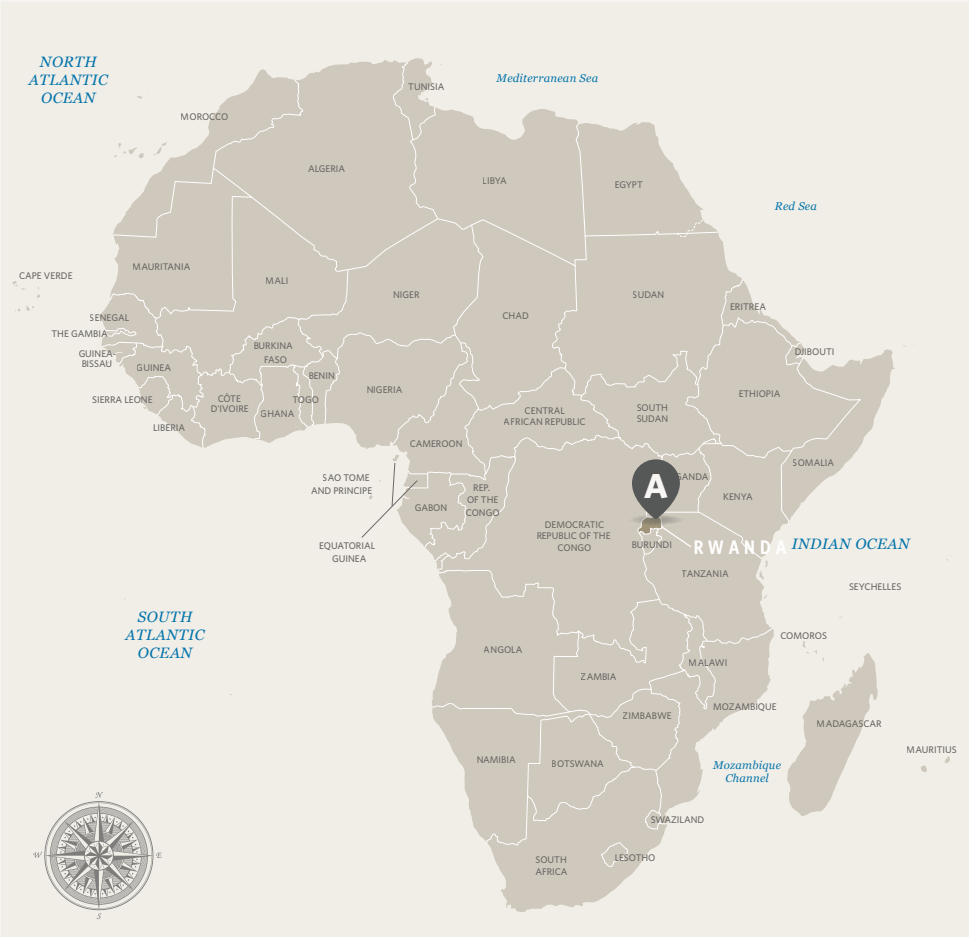 NORTH
ATLANTIC
OCEAN
Mediterranean Sea
TUNISIA
MOROCCO
ALGERIA
LIBYA
EGYPT
Red Sea
MAURITANIA
MALI
CAPE VERDE
NIGER
SUDAN
CHAD
ERITREA
SENEGAL
THE GAMBIA
GUINEA-
BISSAU
GUINEA
BURKINA
FASO
DJIBOUTI
BENIN
NIGERIA
ETHIOPIA
SIERRA LEONE
CÔTE
D'IVOIRE
TOGO
GHANA
CENTRAL
AFRICAN REPUBLIC
SOUTH
SUDAN
LIBERIA
CAMEROON
SOMALIA
SAO TOME
AND PRINCIPE
REP.
OF THE
CONGO
A
GANDA
KENYA
GABON
DEMOCRATIC
REPUBLIC OF THE
CONGO
EQUATORIAL
GUINEA
BURUNDI
RWANDA
INDIAN OCEAN
TANZANIA
SEYCHELLES
SOUTH
ATLANTIC
OCEAN
COMOROS
ANGOLA
MALAWI
ZAMBIA
MOZAMBIQUE
ZIMBABWE
MADAGASCAR
MAURITIUS
NAMIBIA
BOTSWANA
Mozambique
Channel
SWAZILAND
SOUTH
AFRICA
LESOTHO
N
W
E
S